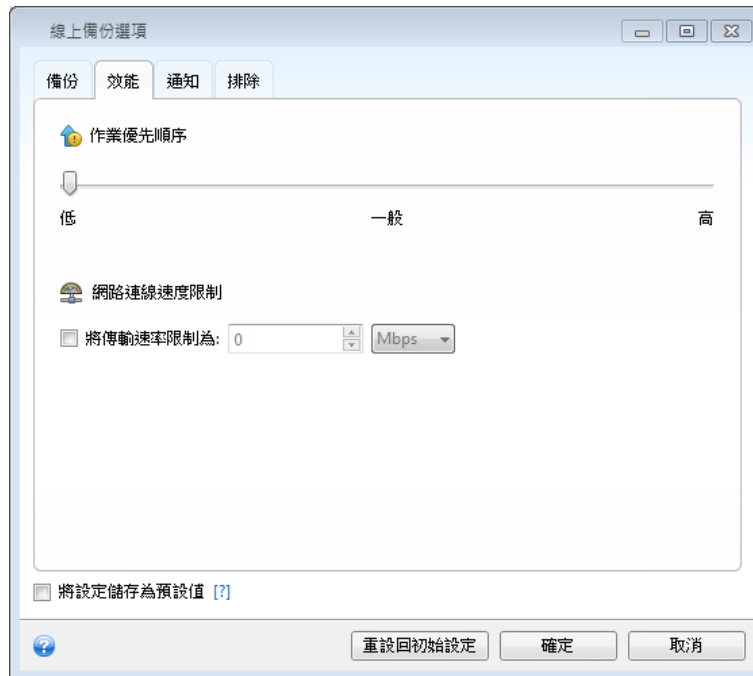 線上備份選項
備份 效能 通知 排除
作業優先順序
低 一般 高
網路連線速度限制
將傳輸速率限制為: 0 Mbps
將設定儲存為預設值 [?]
重設回初始設定 確定 取消